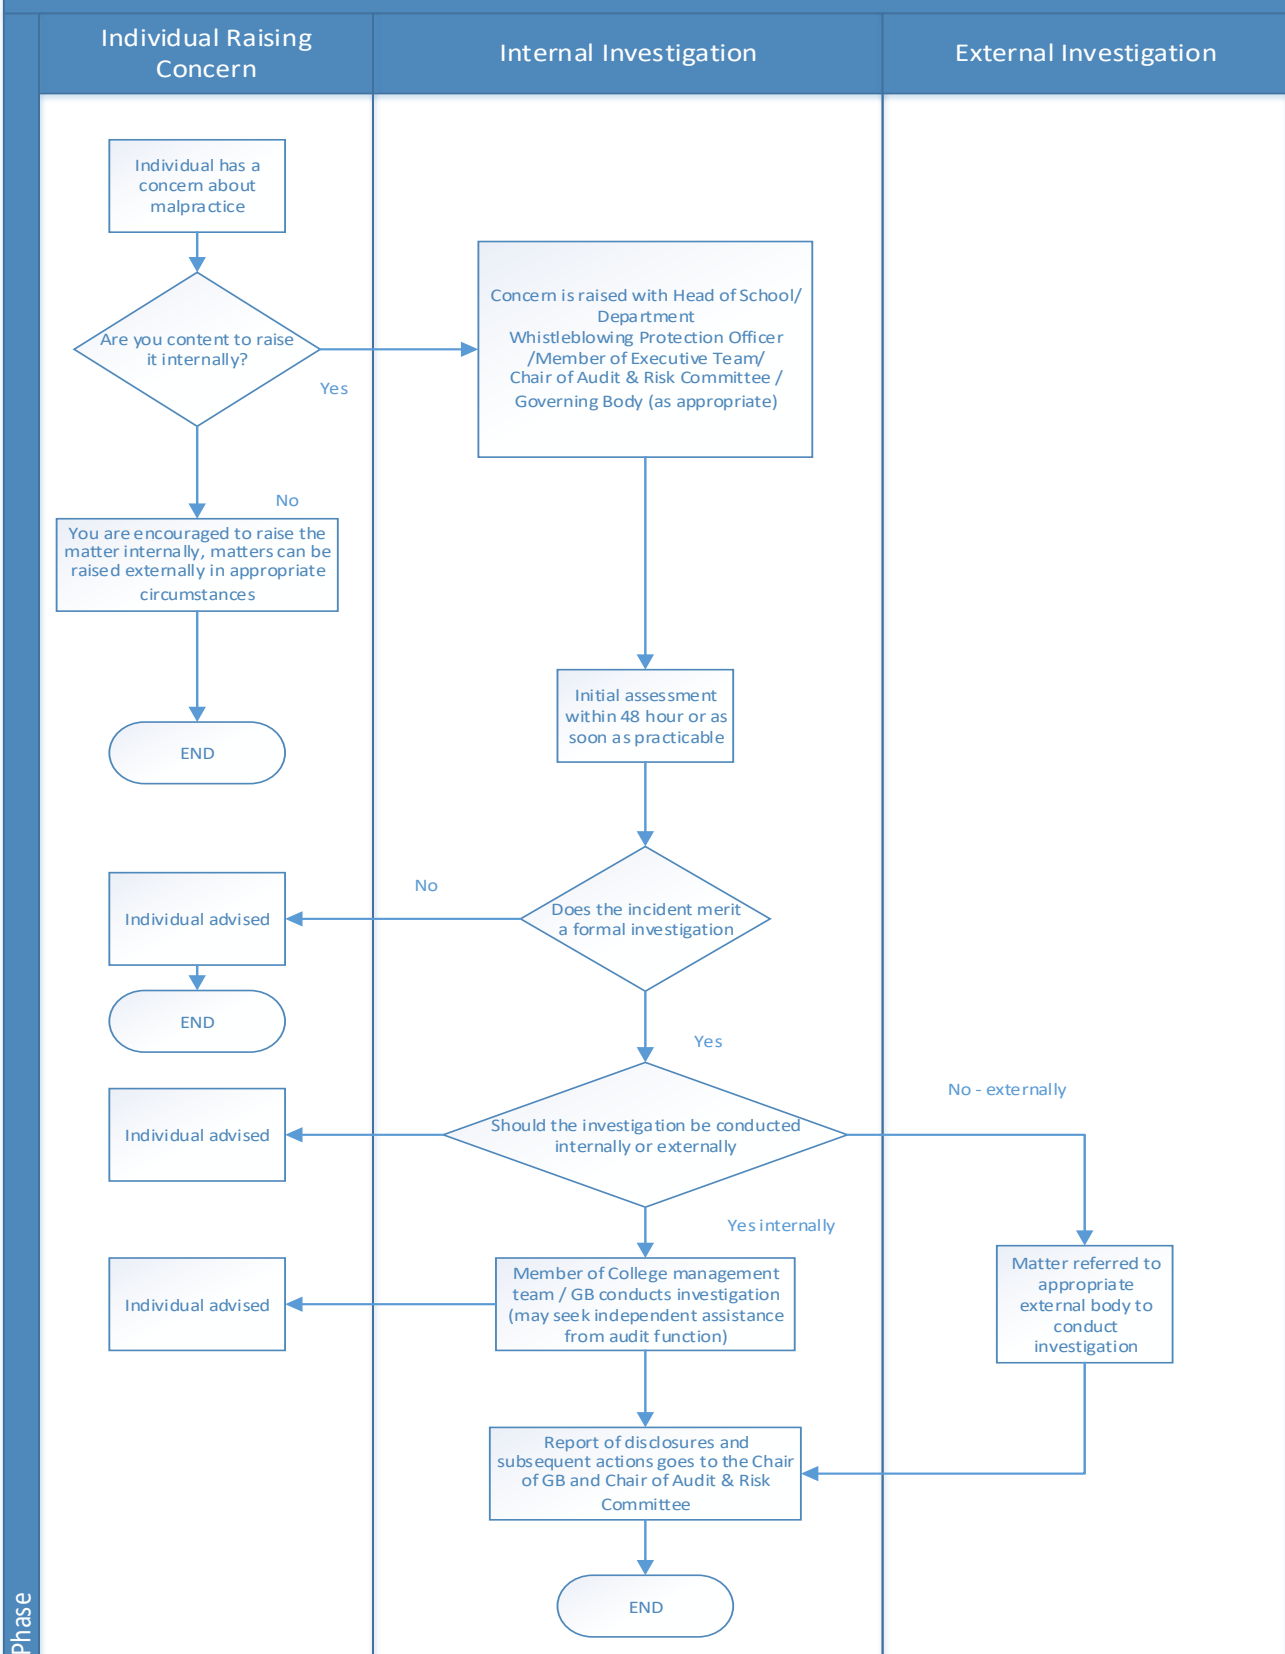 Individual Raising
Concern
Internal Investigation
External Investigation
Individual has a
concern about
malpractice
Are you content to raise
it internally?
Yes
Concern is raised with Head of School/
Department
Whistleblowing Protection Officer
/Member of Executive Team/
Chair of Audit & Risk Committee /
Governing Body (as appropriate)
No
You are encouraged to raise the
matter internally, matters can be
raised externally in appropriate
circumstances
END
Initial assessment
within 48 hour or as
soon as practicable
Does the incident merit
a formal investigation
No
Individual advised
END
Yes
Should the investigation be conducted
internally or externally
Individual advised
No - externally
Yes internally
Member of College management
team / GB conducts investigation
(may seek independent assistance
from audit function)
Individual advised
Matter referred to
appropriate
external body to
conduct
investigation
Report of disclosures and
subsequent actions goes to the Chair
of GB and Chair of Audit & Risk
Committee
END
Phase